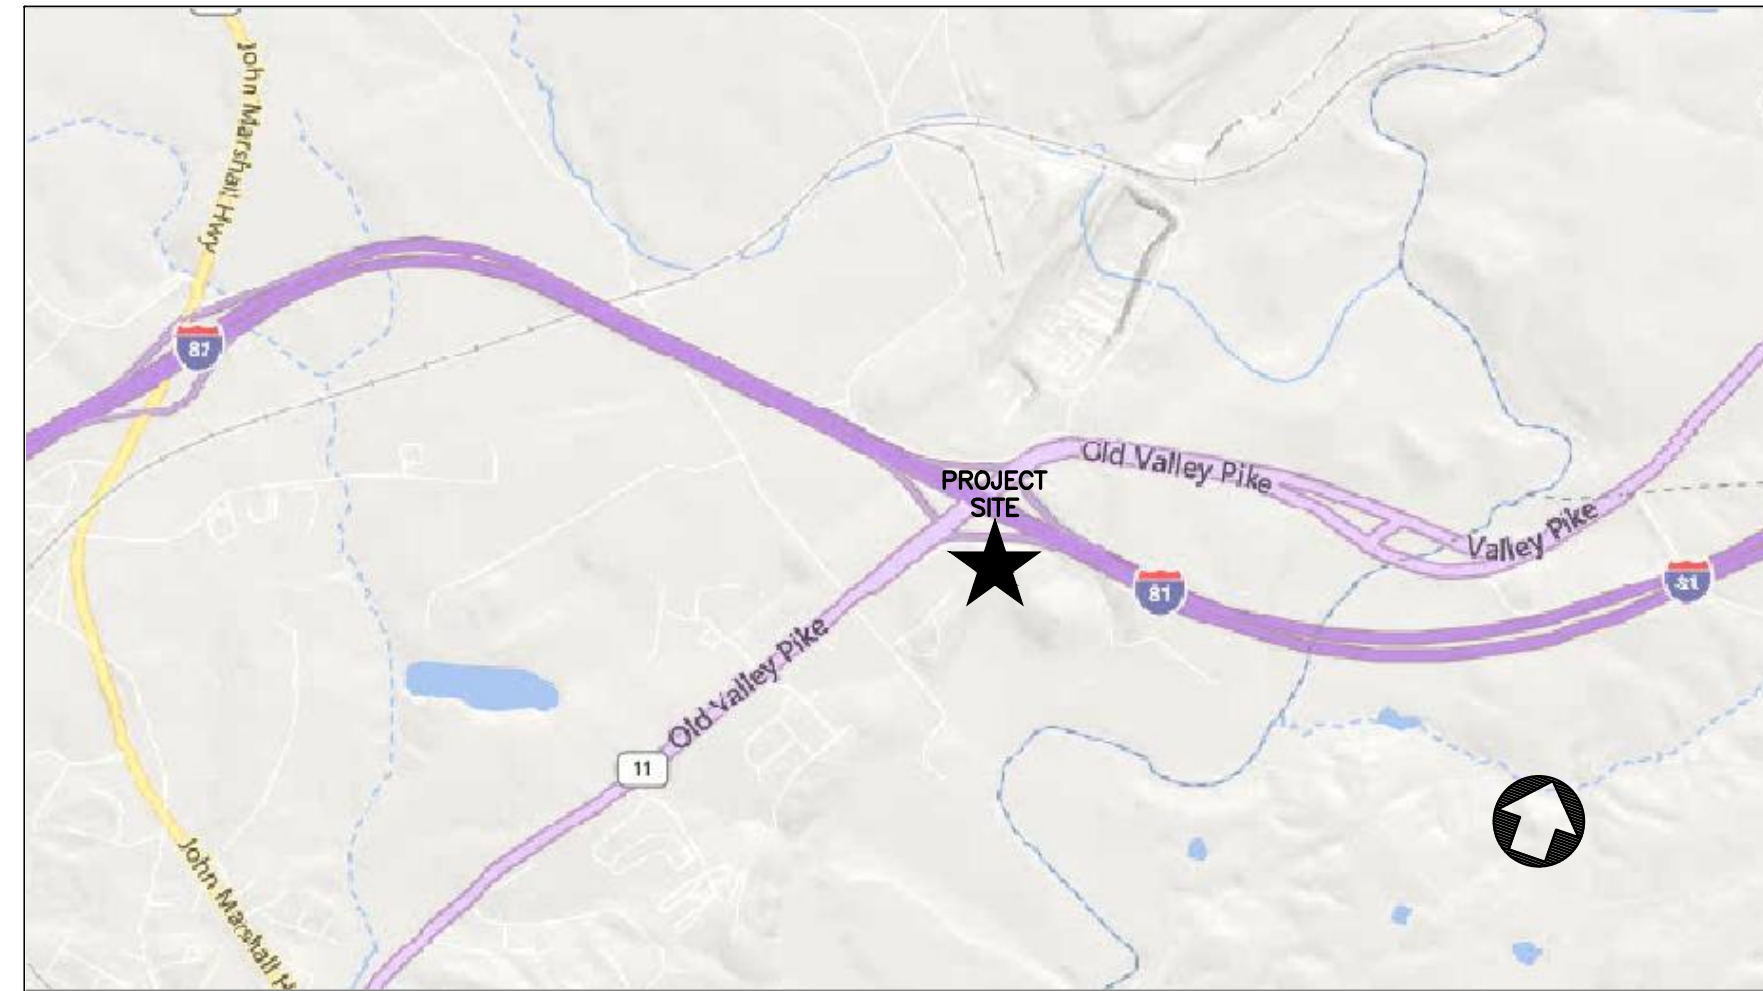 John Marshall Hwy
81
PROJECT
SITE
Old Valley Pike
Valley Pike
81
81
Old Valley Pike
11
John Marshall H